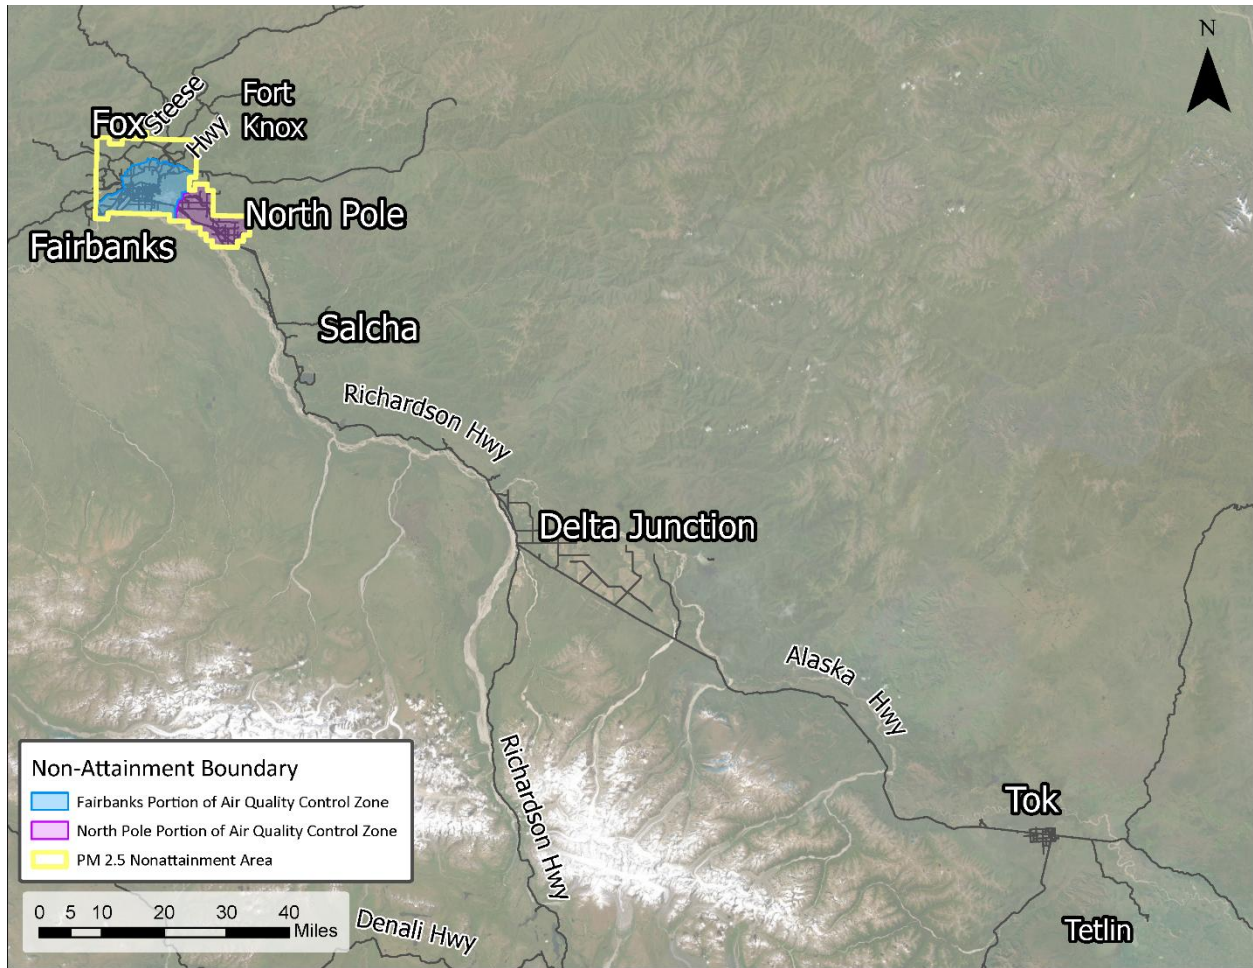 N
Steese
Hwy
Fort
Knox
Fox
North Pole
Fairbanks
Salcha
Richardson Hwy
Delta Junction
Alaska Hwy
Richardson Hwy
Tok
Tetlin
Denali Hwy
Non-Attainment Boundary
Fairbanks Portion of Air Quality Control Zone
North Pole Portion of Air Quality Control Zone
PM 2.5 Nonattainment Area
0 5 10 20 30 40
Miles